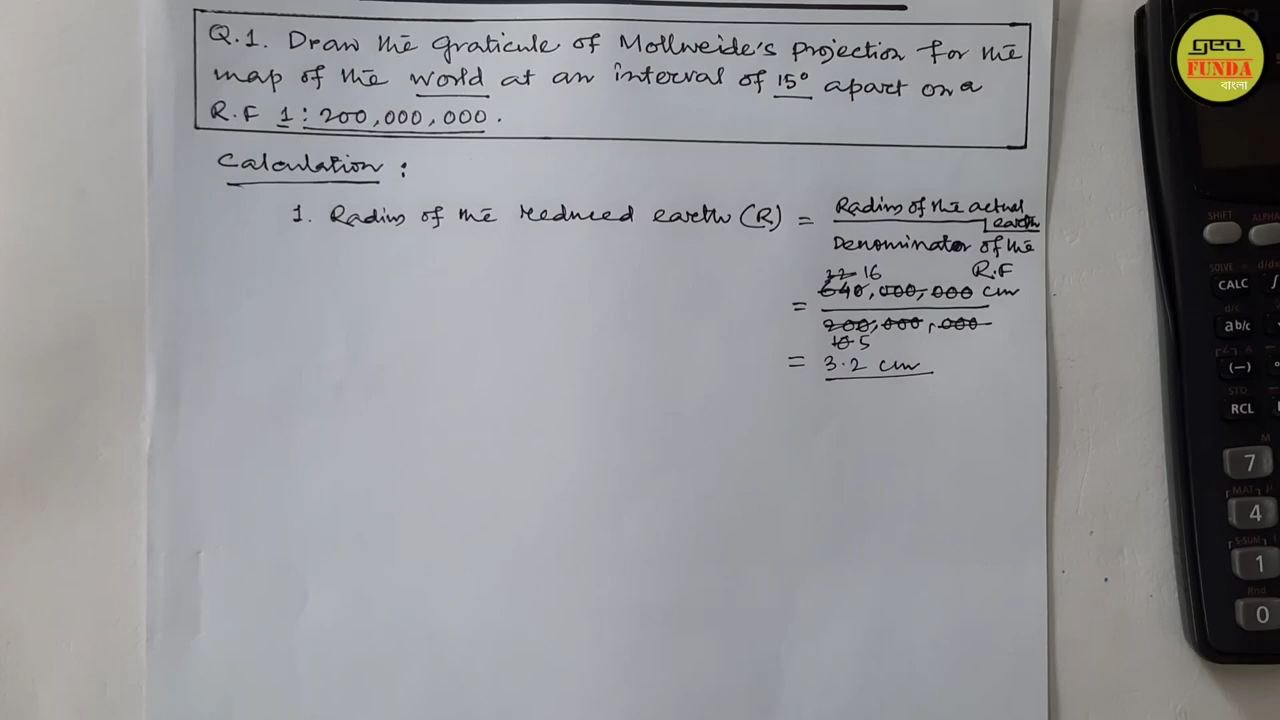 Q.1. Draw the graticule of Mollweide's projection for the
map of the world at an interval of 15° apart on a
R.F 1 : 200,000,000.
Calculation :
1. Radius of the reduced earth (R) = Radius of the actual earth
Denominator of the R.F
32 16
= 640,000,000 cm
200,000,000
10 5
= 3.2 cm
geo
FUNDA
বাংলা
SHIFT ALPHA
SOLVE
CALC
d/c
ab/c
(−)
STO
RCL
M
7
MAT
4
S-SUM
1
Rnd
0